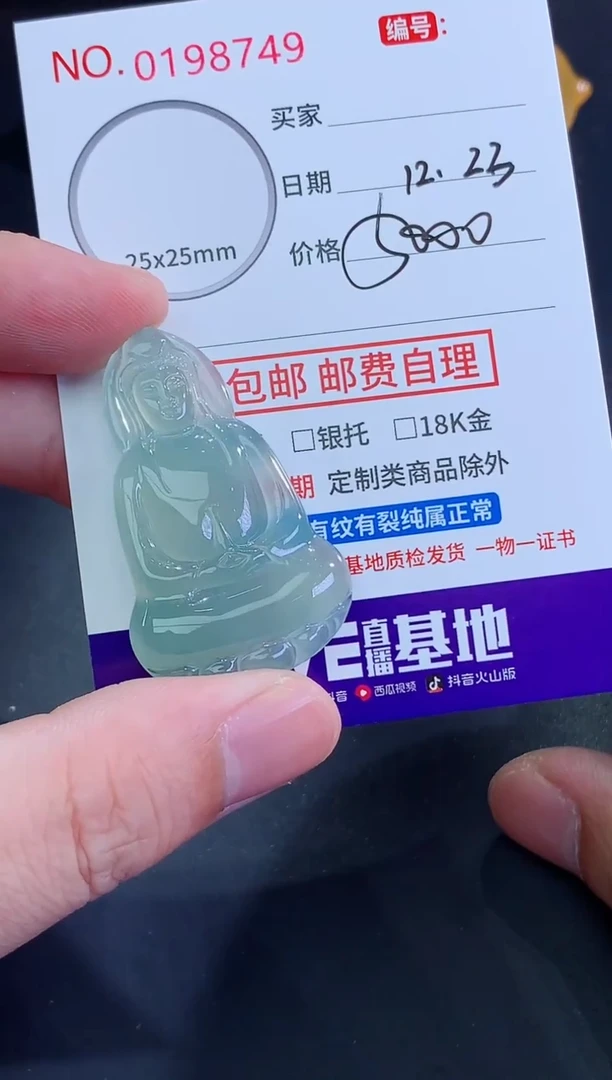 NO. 0198749
编号:
买家
日期 12.23
25x25mm
价格 5000
包邮 邮费自理
□银托 □18K金
期 定制类商品除外
有纹有裂纯属正常
基地质检发货 一物一证书
直播基地
抖音 西瓜视频 抖音火山版